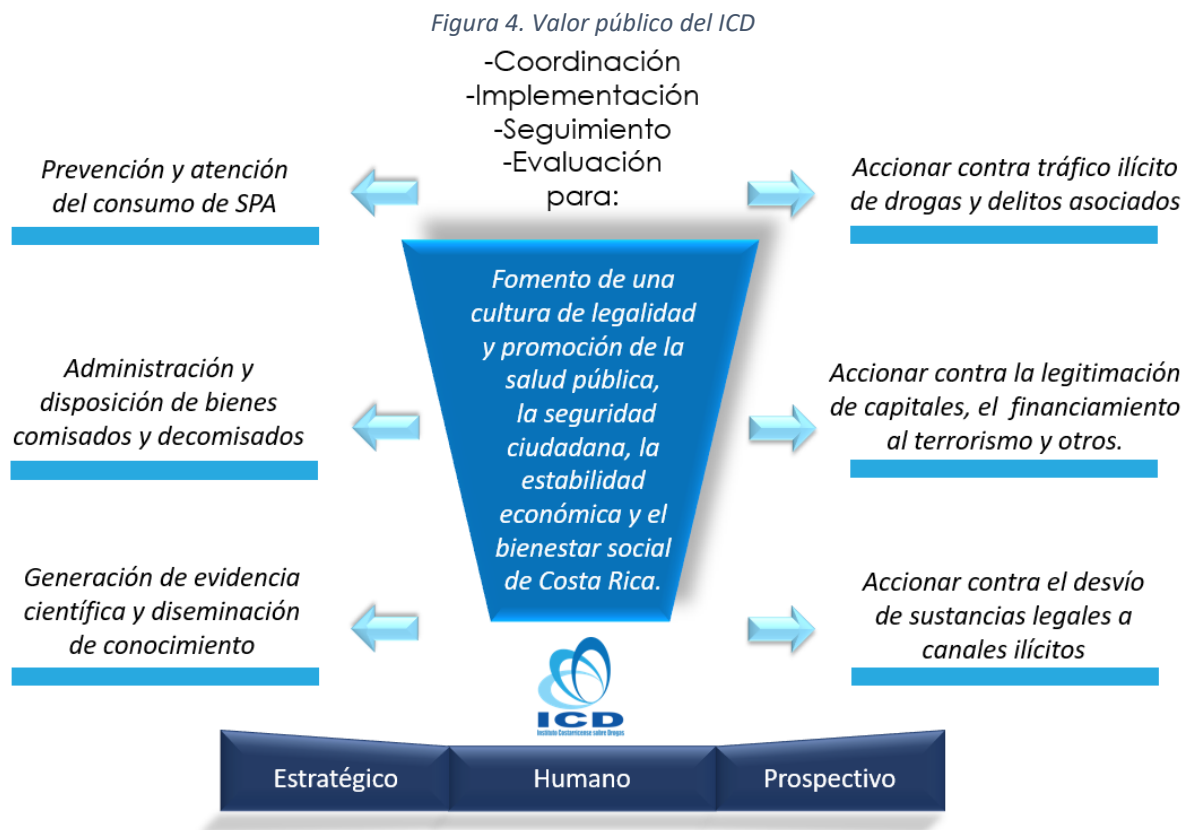 Figura 4. Valor público del ICD
-Coordinación
-Implementación
-Seguimiento
-Evaluación
para:
Prevención y atención
del consumo de SPA
Accionar contra tráfico ilícito
de drogas y delitos asociados
Fomento de una
cultura de legalidad
y promoción de la
salud pública,
la seguridad
ciudadana, la
estabilidad
económica y el
bienestar social
de Costa Rica.
Administración y
disposición de bienes
comisados y decomisados
Accionar contra la legitimación
de capitales, el  financiamiento
al terrorismo y otros.
Generación de evidencia
científica y diseminación
de conocimiento
Accionar contra el desvío
de sustancias legales a
canales ilícitos
ICD
Instituto Costarricense sobre Drogas
Estratégico
Humano
Prospectivo